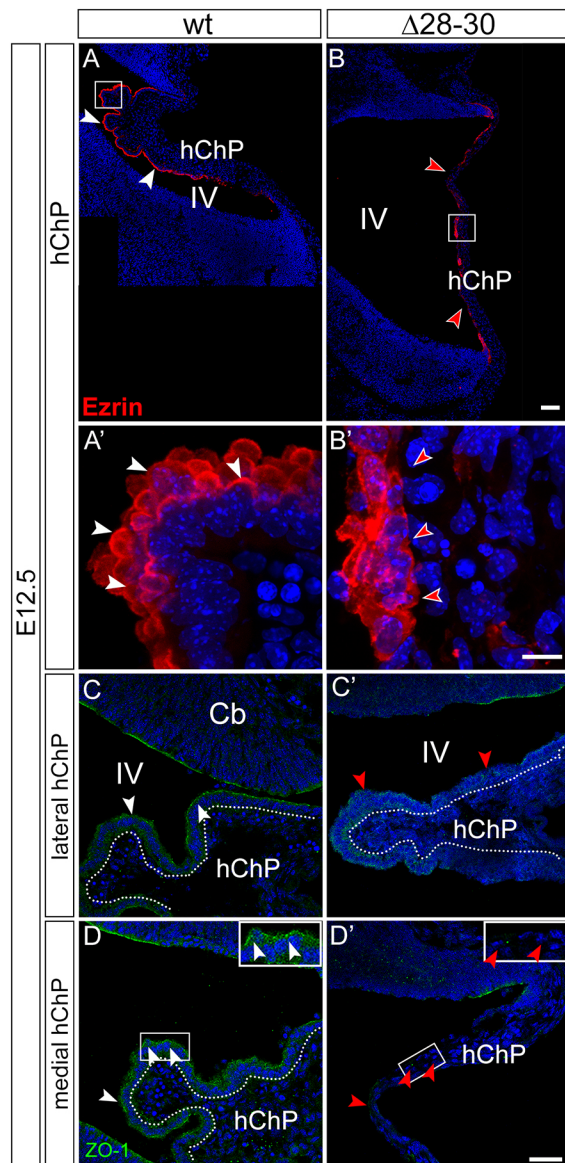 wt
Δ28-30
E12.5
hChP
A
hChP
IV
Ezrin
B
IV
hChP
A'
B'
lateral hChP
C
Cb
IV
hChP
C'
IV
hChP
medial hChP
D
hChP
ZO-1
D'
hChP